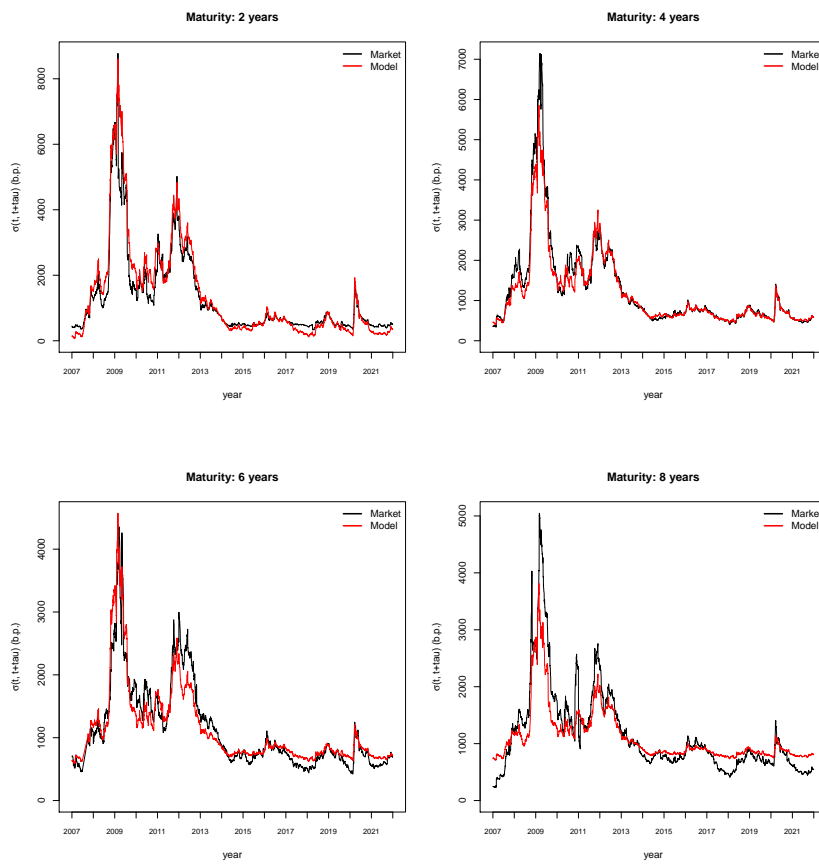 Maturity: 2 years
Market
Model
σ(t, t+tau) (b.p.)
8000
6000
4000
2000
0
2007 2009 2011 2013 2015 2017 2019 2021
year
Maturity: 4 years
Market
Model
σ(t, t+tau) (b.p.)
7000
6000
5000
4000
3000
2000
1000
0
2007 2009 2011 2013 2015 2017 2019 2021
year
Maturity: 6 years
Market
Model
σ(t, t+tau) (b.p.)
4000
3000
2000
1000
0
2007 2009 2011 2013 2015 2017 2019 2021
year
Maturity: 8 years
Market
Model
σ(t, t+tau) (b.p.)
5000
4000
3000
2000
1000
0
2007 2009 2011 2013 2015 2017 2019 2021
year